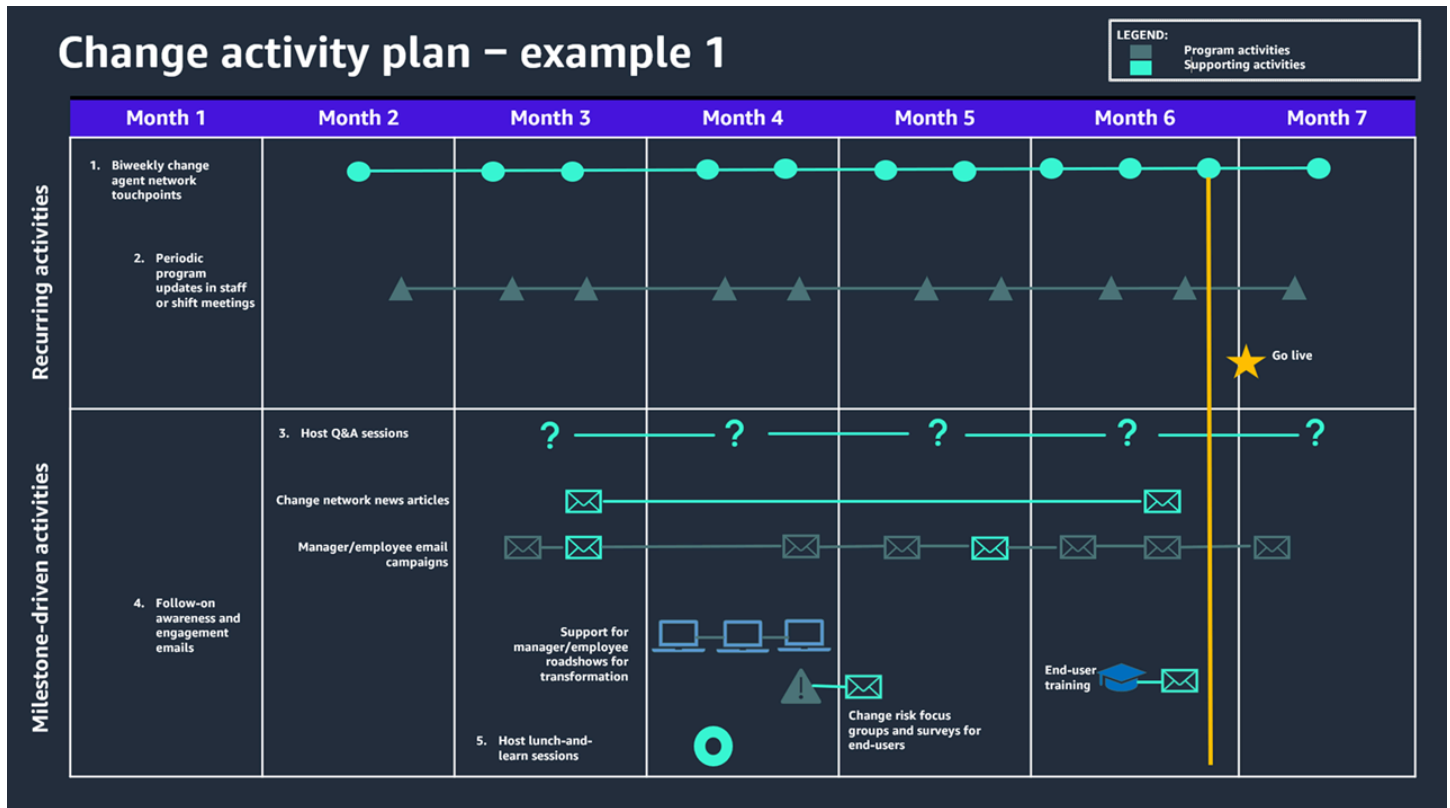 Change activity plan – example 1
LEGEND:
Program activities
Supporting activities
Month 1
Month 2
Month 3
Month 4
Month 5
Month 6
Month 7
Recurring activities
1. Biweekly change
agent network
touchpoints
2. Periodic
program
updates in staff
or shift meetings
Go live
Milestone-driven activities
3. Host Q&A sessions
? ? ? ? ?
Change network news articles
Manager/employee email
campaigns
4. Follow-on
awareness and
engagement
emails
Support for
manager/employee
roadshows for
transformation
!
Change risk focus
groups and surveys for
end-users
End-user
training
5. Host lunch-and-
learn sessions